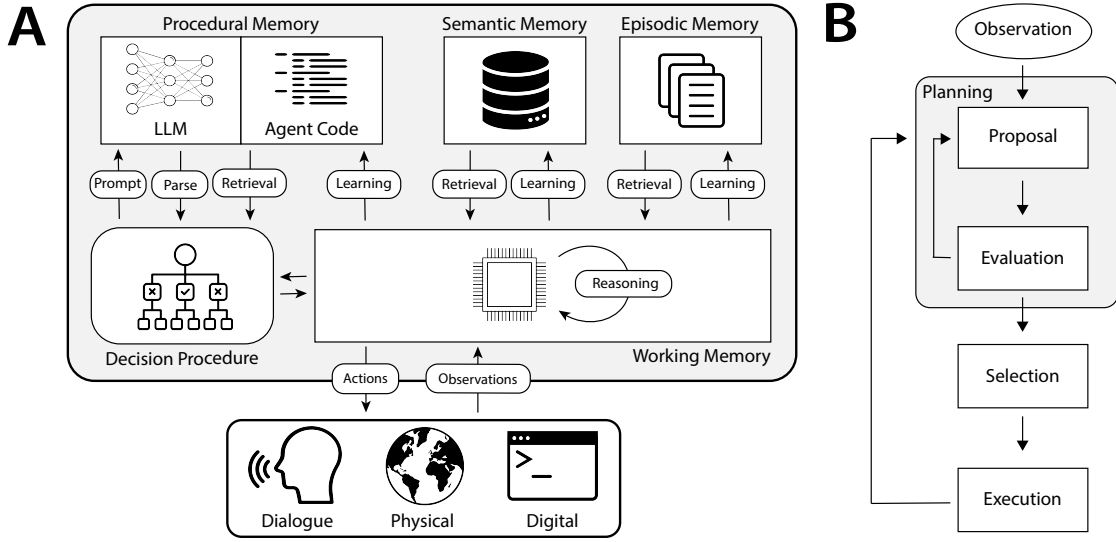 A
Procedural Memory
Semantic Memory
Episodic Memory
LLM
Agent Code
Prompt
Parse
Retrieval
Learning
Retrieval
Learning
Retrieval
Learning
Reasoning
Decision Procedure
Working Memory
Actions
Observations
Dialogue
Physical
Digital
B
Observation
Planning
Proposal
Evaluation
Selection
Execution